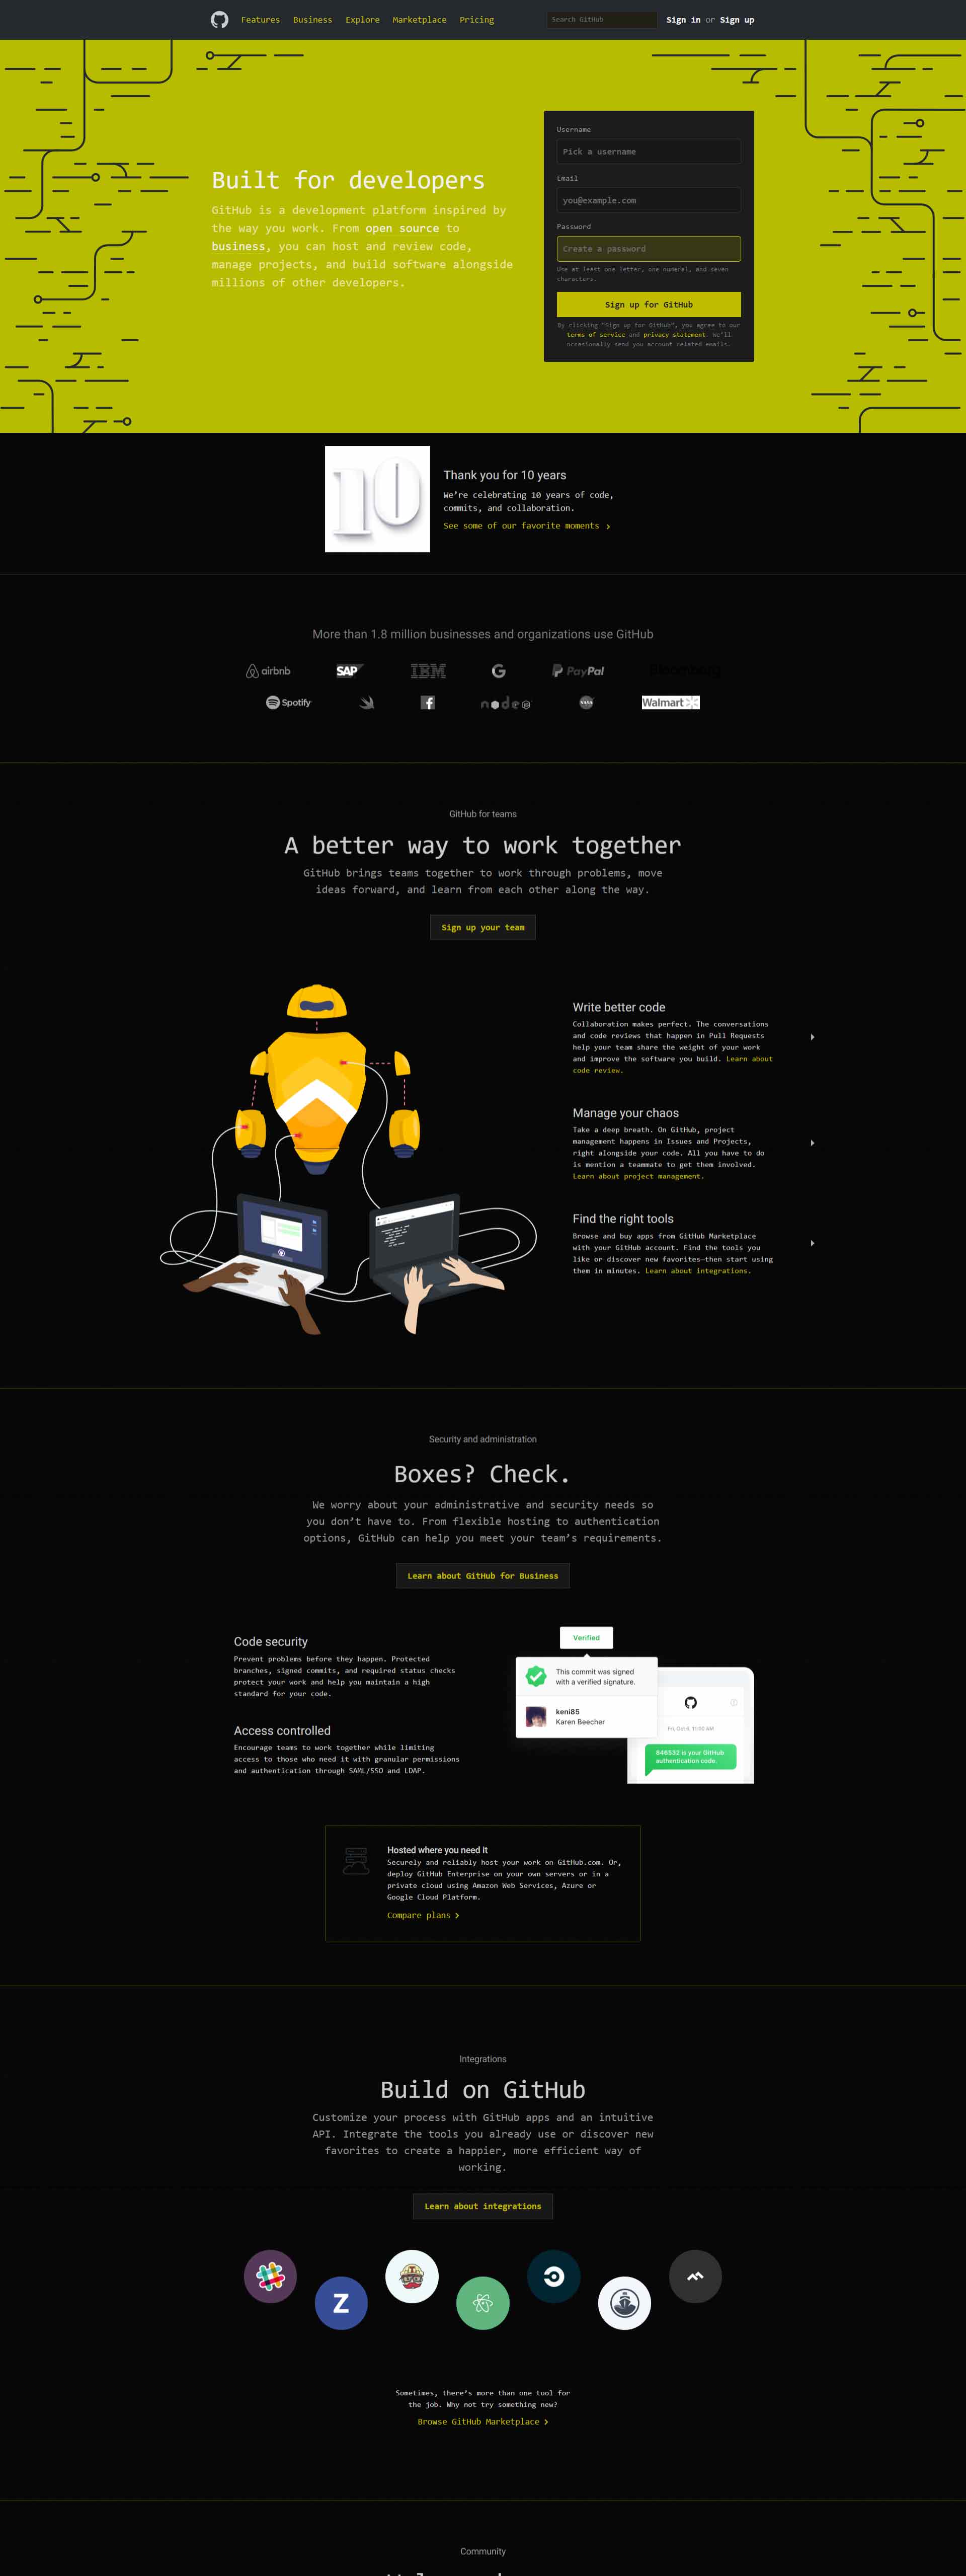 Features Business Explore Marketplace Pricing Search GitHub Sign in or Sign up
Built for developers
GitHub is a development platform inspired by
the way you work. From open source to
business, you can host and review code,
manage projects, and build software alongside
millions of other developers.
Username
Pick a username
Email
you@example.com
Password
Create a password
Use at least one letter, one numeral, and seven
characters.
Sign up for GitHub
By clicking “Sign up for GitHub”, you agree to our
terms of service and privacy statement. We’ll
occasionally send you account related emails.
10
Thank you for 10 years
We’re celebrating 10 years of code,
commits, and collaboration.
See some of our favorite moments
More than 1.8 million businesses and organizations use GitHub
airbnb SAP IBM G PayPal Bloomberg
Spotify f node JS NASA Walmart
GitHub for teams
A better way to work together
GitHub brings teams together to work through problems, move
ideas forward, and learn from each other along the way.
Sign up your team
Write better code
Collaboration makes perfect. The conversations
and code reviews that happen in Pull Requests
help your team share the weight of your work
and improve the software you build. Learn about
code review.
Manage your chaos
Take a deep breath. On GitHub, project
management happens in Issues and Projects,
right alongside your code. All you have to do
is mention a teammate to get them involved.
Learn about project management.
Find the right tools
Browse and buy apps from GitHub Marketplace
with your GitHub account. Find the tools you
like or discover new favorites—then start using
them in minutes. Learn about integrations.
Security and administration
Boxes? Check.
We worry about your administrative and security needs so
you don’t have to. From flexible hosting to authentication
options, GitHub can help you meet your team’s requirements.
Learn about GitHub for Business
Code security
Prevent problems before they happen. Protected
branches, signed commits, and required status checks
protect your work and help you maintain a high
standard for your code.
Access controlled
Encourage teams to work together while limiting
access to those who need it with granular permissions
and authentication through SAML/SSO and LDAP.
Verified
This commit was signed
with a verified signature.
keni85
Karen Beecher
Fri, Oct 6, 11:00 AM
846532 is your GitHub
authentication code.
Hosted where you need it
Securely and reliably host your work on GitHub.com. Or,
deploy GitHub Enterprise on your own servers or in a
private cloud using Amazon Web Services, Azure or
Google Cloud Platform.
Compare plans
Integrations
Build on GitHub
Customize your process with GitHub apps and an intuitive
API. Integrate the tools you already use or discover new
favorites to create a happier, more efficient way of
working.
Learn about integrations
Z
Sometimes, there’s more than one tool for
the job. Why not try something new?
Browse GitHub Marketplace
Community